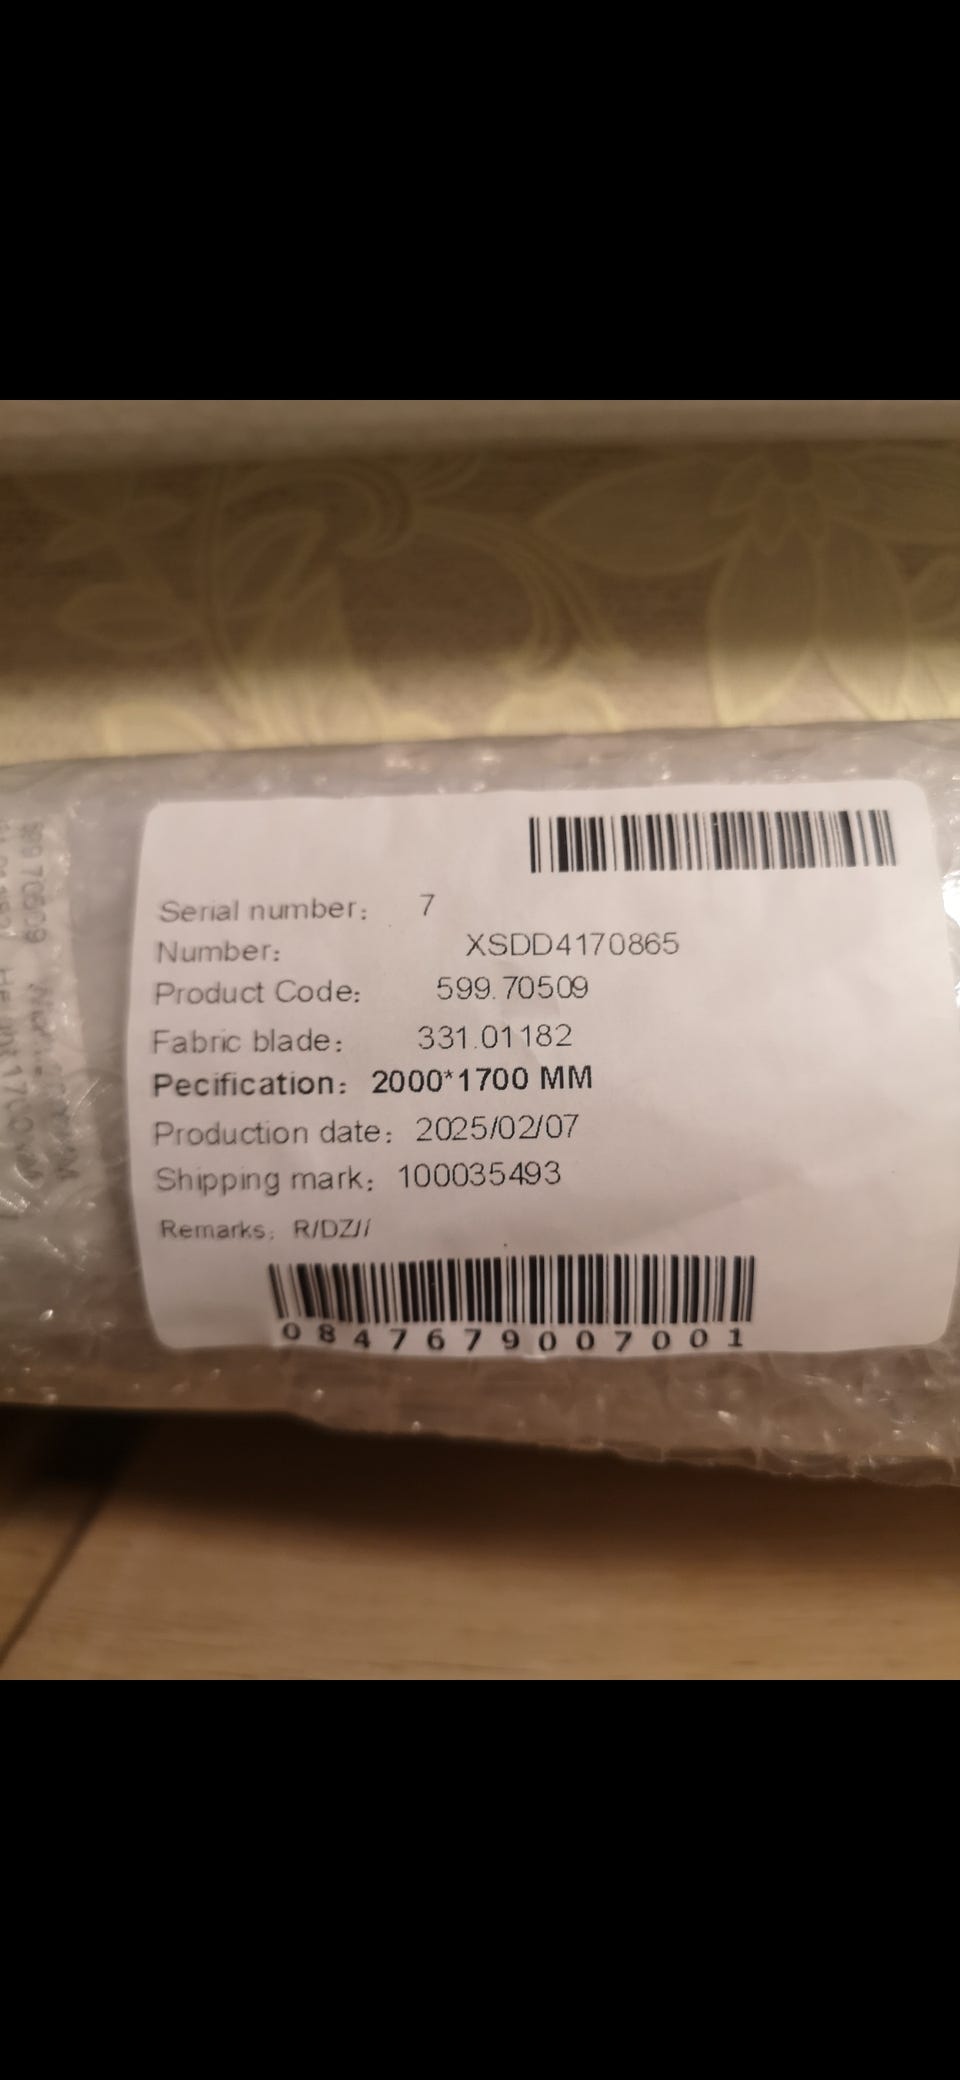 Serial number: 7
Number: XSDD4170865
Product Code: 599.70509
Fabric blade: 331.01182
Pecification: 2000*1700 MM
Production date: 2025/02/07
Shipping mark: 100035493
Remarks: R/DZ//
0847679007001